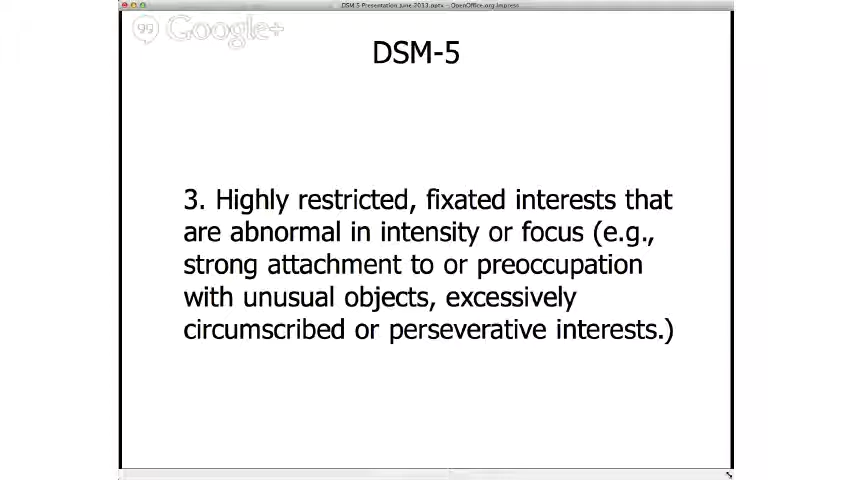 DSM 5 Presentation June 2013.pptx - OpenOffice.org Impress
Google+
DSM-5
3. Highly restricted, fixated interests that
are abnormal in intensity or focus (e.g.,
strong attachment to or preoccupation
with unusual objects, excessively
circumscribed or perseverative interests.)